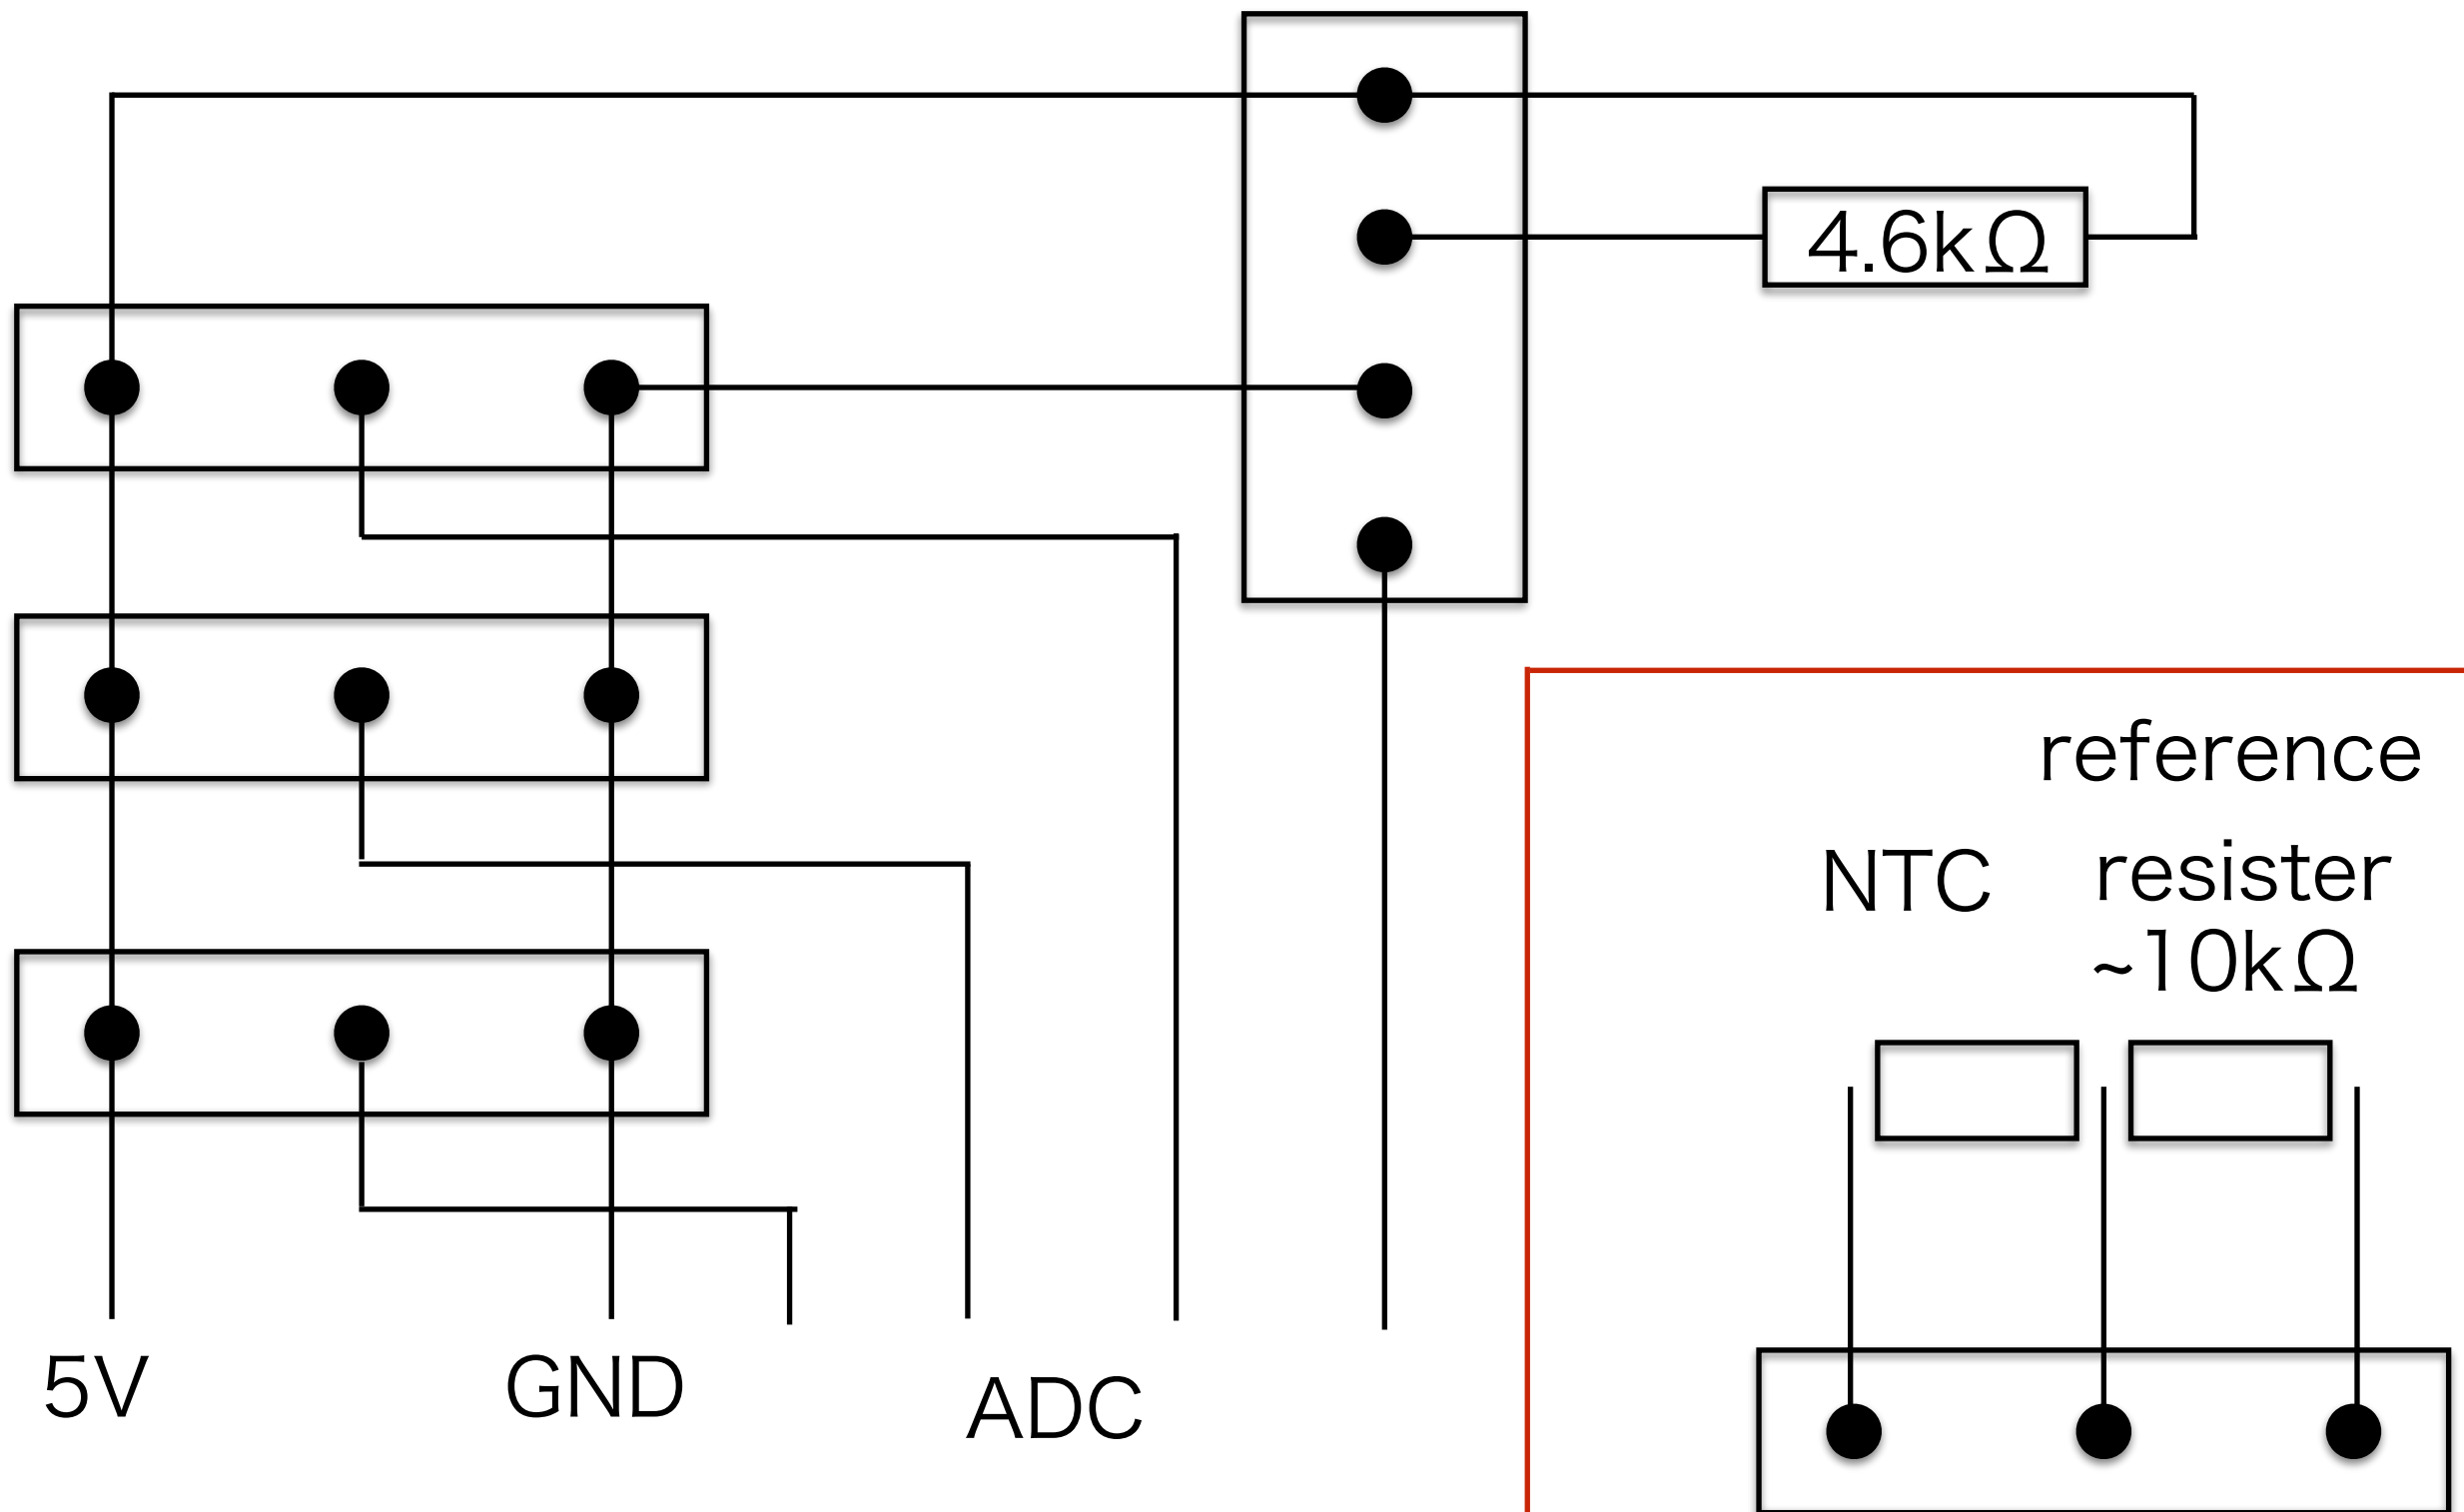 4.6kΩ
reference
NTC
resister
~10kΩ
5V
GND
ADC